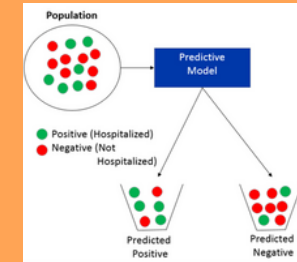 Population
Predictive
Model
Positive (Hospitalized)
Negative (Not
Hospitalized)
Predicted
Positive
Predicted
Negative